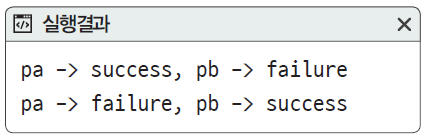 실행결과
pa -> success, pb -> failure
pa -> failure, pb -> success